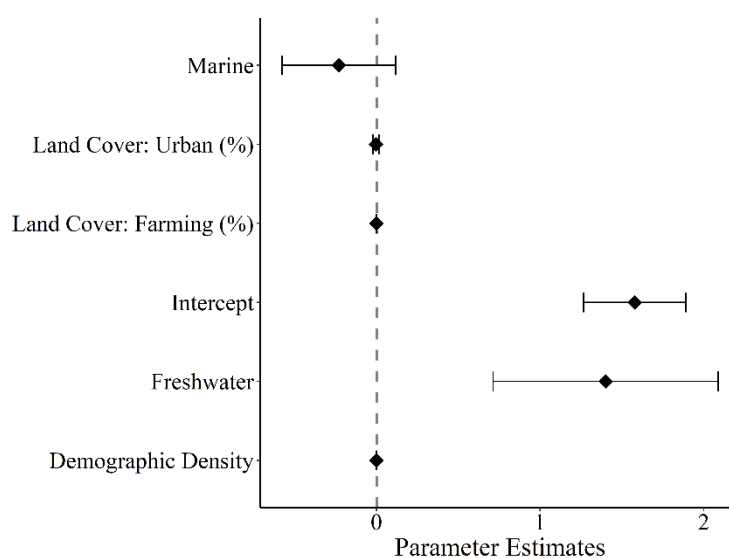 Marine
Land Cover: Urban (%)
Land Cover: Farming (%)
Intercept
Freshwater
Demographic Density
0 1 2
Parameter Estimates